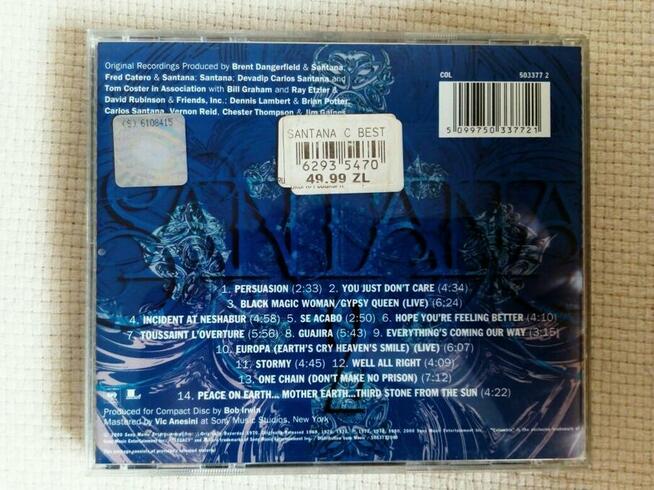 Original Recordings Produced by Brent Dangerfield & Santana;
Fred Catero & Santana; Santana; Devadip Carlos Santana and
Tom Coster in Association with Bill Graham and Ray Etzler &
David Rubinson & Friends, Inc.; Dennis Lambert & Brian Potter;
Carlos Santana, Vernon Reid, Chester Thompson & Jim Gaines
COL 503377 2
5 099750 337721
(S) 6108415
SANTANA C BEST
6293 5470
49.99 ZL
SANTANA
1. PERSUASION (2:33) 2. YOU JUST DON'T CARE (4:34)
3. BLACK MAGIC WOMAN/GYPSY QUEEN (LIVE) (6:24)
4. INCIDENT AT NESHABUR (4:58) 5. SE ACABO (2:50) 6. HOPE YOU'RE FEELING BETTER (4:10)
7. TOUSSAINT L'OVERTURE (5:56) 8. GUAJIRA (5:43) 9. EVERYTHING'S COMING OUR WAY (3:15)
10. EUROPA (EARTH'S CRY HEAVEN'S SMILE) (LIVE) (6:07)
11. STORMY (4:45) 12. WELL ALL RIGHT (4:09)
13. ONE CHAIN (DON'T MAKE NO PRISON) (7:12)
14. PEACE ON EARTH... MOTHER EARTH...THIRD STONE FROM THE SUN (4:22)
Produced for Compact Disc by Bob Irwin
Mastered by Vic Anesini at Sony Music Studios, New York